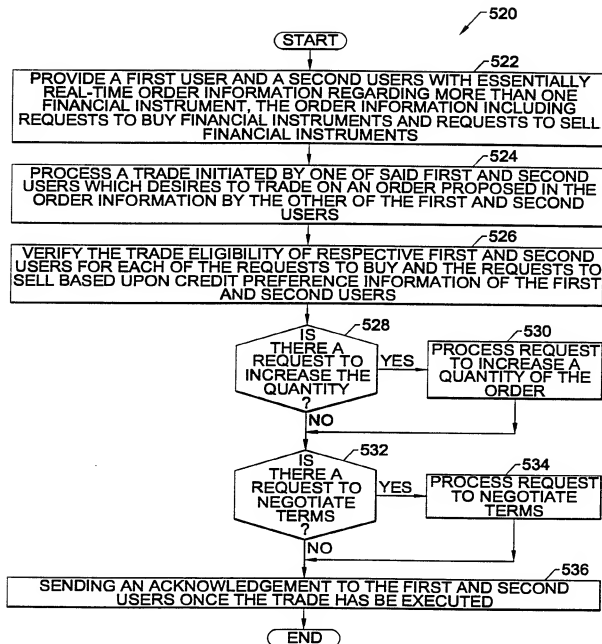 520
START
522
PROVIDE A FIRST USER AND A SECOND USERS WITH ESSENTIALLY
REAL-TIME ORDER INFORMATION REGARDING MORE THAN ONE
FINANCIAL INSTRUMENT, THE ORDER INFORMATION INCLUDING
REQUESTS TO BUY FINANCIAL INSTRUMENTS AND REQUESTS TO SELL
FINANCIAL INSTRUMENTS
524
PROCESS A TRADE INITIATED BY ONE OF SAID FIRST AND SECOND
USERS WHICH DESIRES TO TRADE ON AN ORDER PROPOSED IN THE
ORDER INFORMATION BY THE OTHER OF THE FIRST AND SECOND
USERS
526
VERIFY THE TRADE ELIGIBILITY OF RESPECTIVE FIRST AND SECOND
USERS FOR EACH OF THE REQUESTS TO BUY AND THE REQUESTS TO
SELL BASED UPON CREDIT PREFERENCE INFORMATION OF THE FIRST
AND SECOND USERS
528
IS
THERE A
REQUEST TO
INCREASE THE
QUANTITY
?
YES
NO
530
PROCESS REQUEST
TO INCREASE A
QUANTITY OF THE
ORDER
532
IS
THERE A
REQUEST TO
NEGOTIATE
TERMS
?
YES
NO
534
PROCESS REQUEST
TO NEGOTIATE
TERMS
536
SENDING AN ACKNOWLEDGEMENT TO THE FIRST AND SECOND
USERS ONCE THE TRADE HAS BE EXECUTED
END